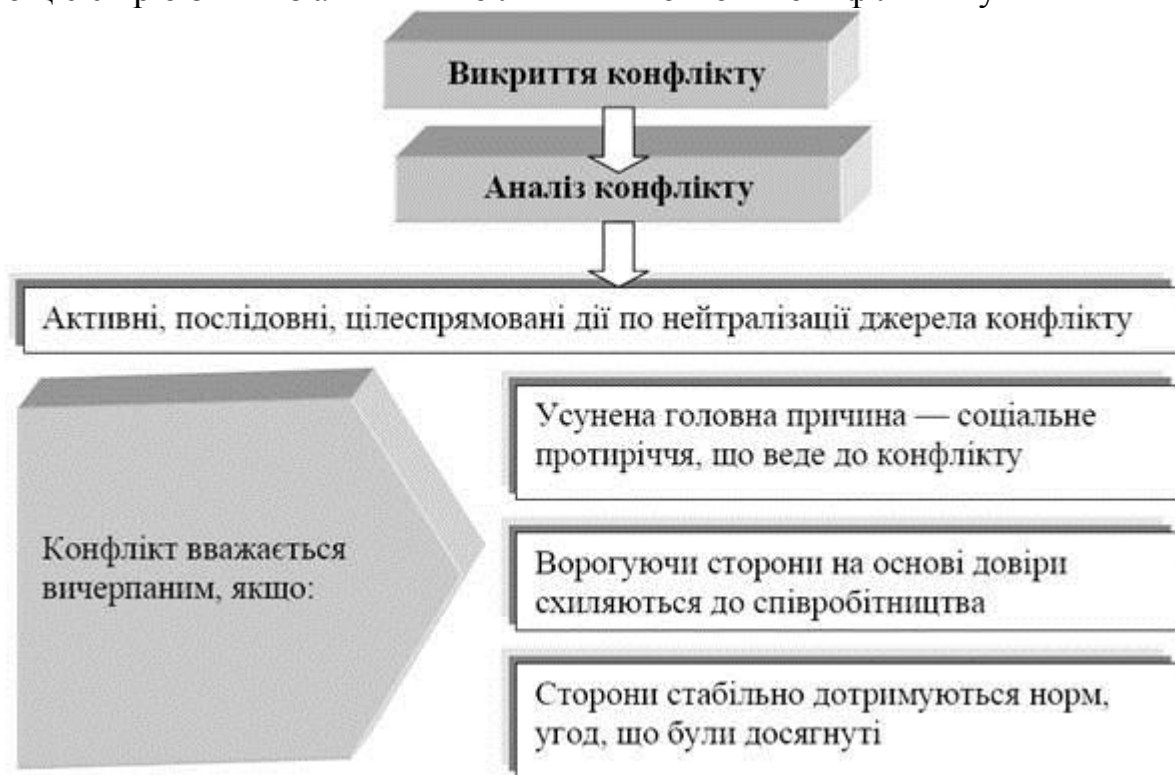 Викриття конфлікту
Аналіз конфлікту
Активні, послідовні, цілеспрямовані дії по нейтралізації джерела конфлікту
Конфлікт вважається
вичерпаним, якщо:
Усунена головна причина — соціальне
протиріччя, що веде до конфлікту
Ворогуючи сторони на основі довіри
схиляються до співробітництва
Сторони стабільно дотримуються норм,
угод, що були досягнуті